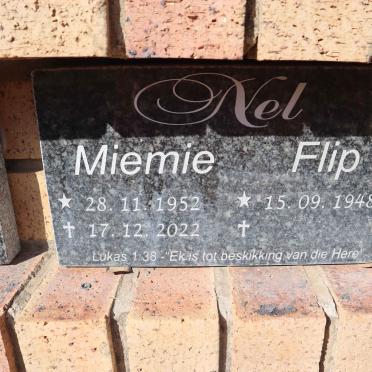 Nel
Miemie Flip
★ 28. 11. 1952 ★ 15. 09. 1948
✝ 17. 12. 2022 ✝
Lukas 1:38 - "Ek is tot beskikking van die Here"